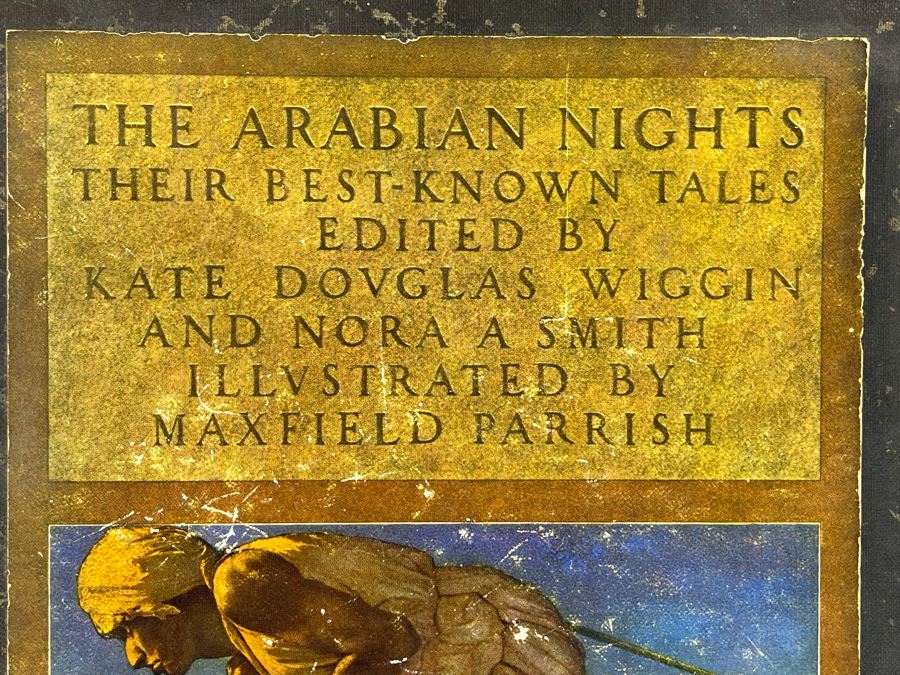 THE ARABIAN NIGHTS
THEIR BEST-KNOWN TALES
EDITED BY
KATE DOVGLAS WIGGIN
AND NORA A SMITH
ILLVSTRATED BY
MAXFIELD PARRISH